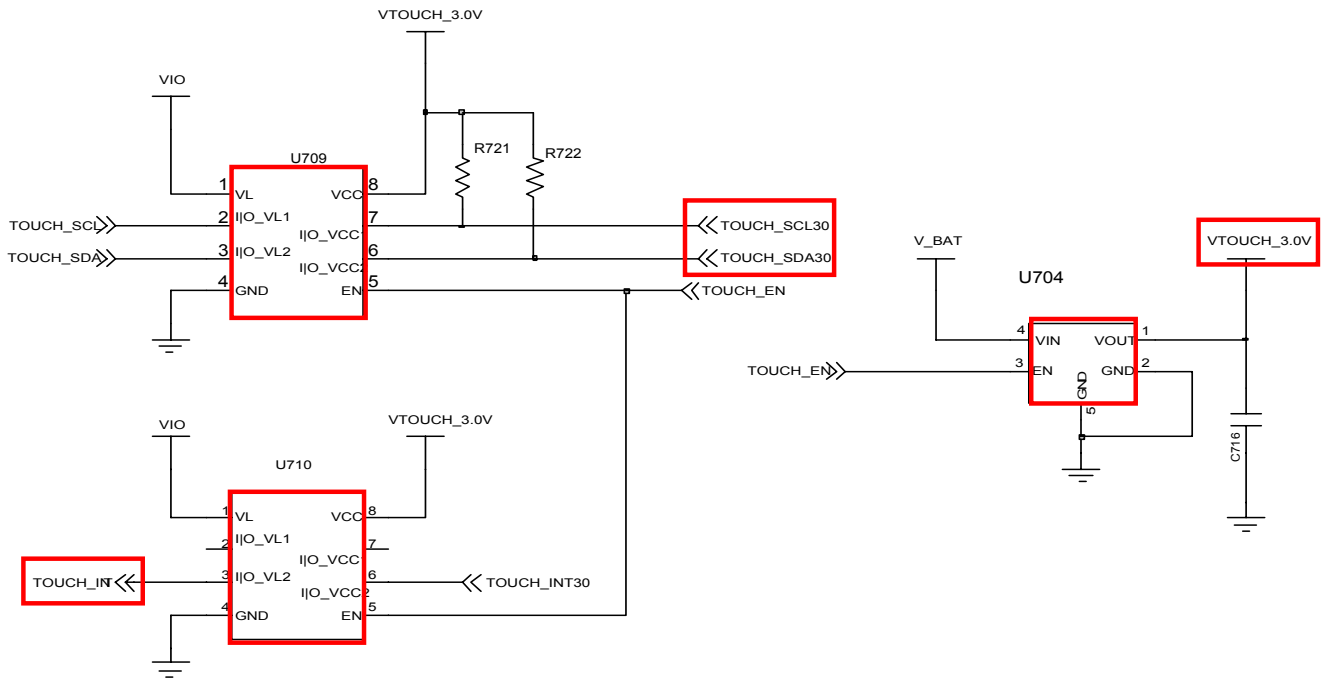 VTOUCH_3.0V
VIO
U709
R721
R722
1 VL VCC 8
TOUCH_SCL 2 I|O_VL1 I|O_VCC1 7 TOUCH_SCL30
TOUCH_SDA 3 I|O_VL2 I|O_VCC2 6 TOUCH_SDA30
4 GND EN 5 TOUCH_EN
V_BAT
VTOUCH_3.0V
U704
4 VIN VOUT 1
TOUCH_EN 3 EN GND 2
GND
5
C716
VIO
VTOUCH_3.0V
U710
1 VL VCC 8
2 I|O_VL1 I|O_VCC1 7
TOUCH_INT 3 I|O_VL2 I|O_VCC2 6 TOUCH_INT30
4 GND EN 5